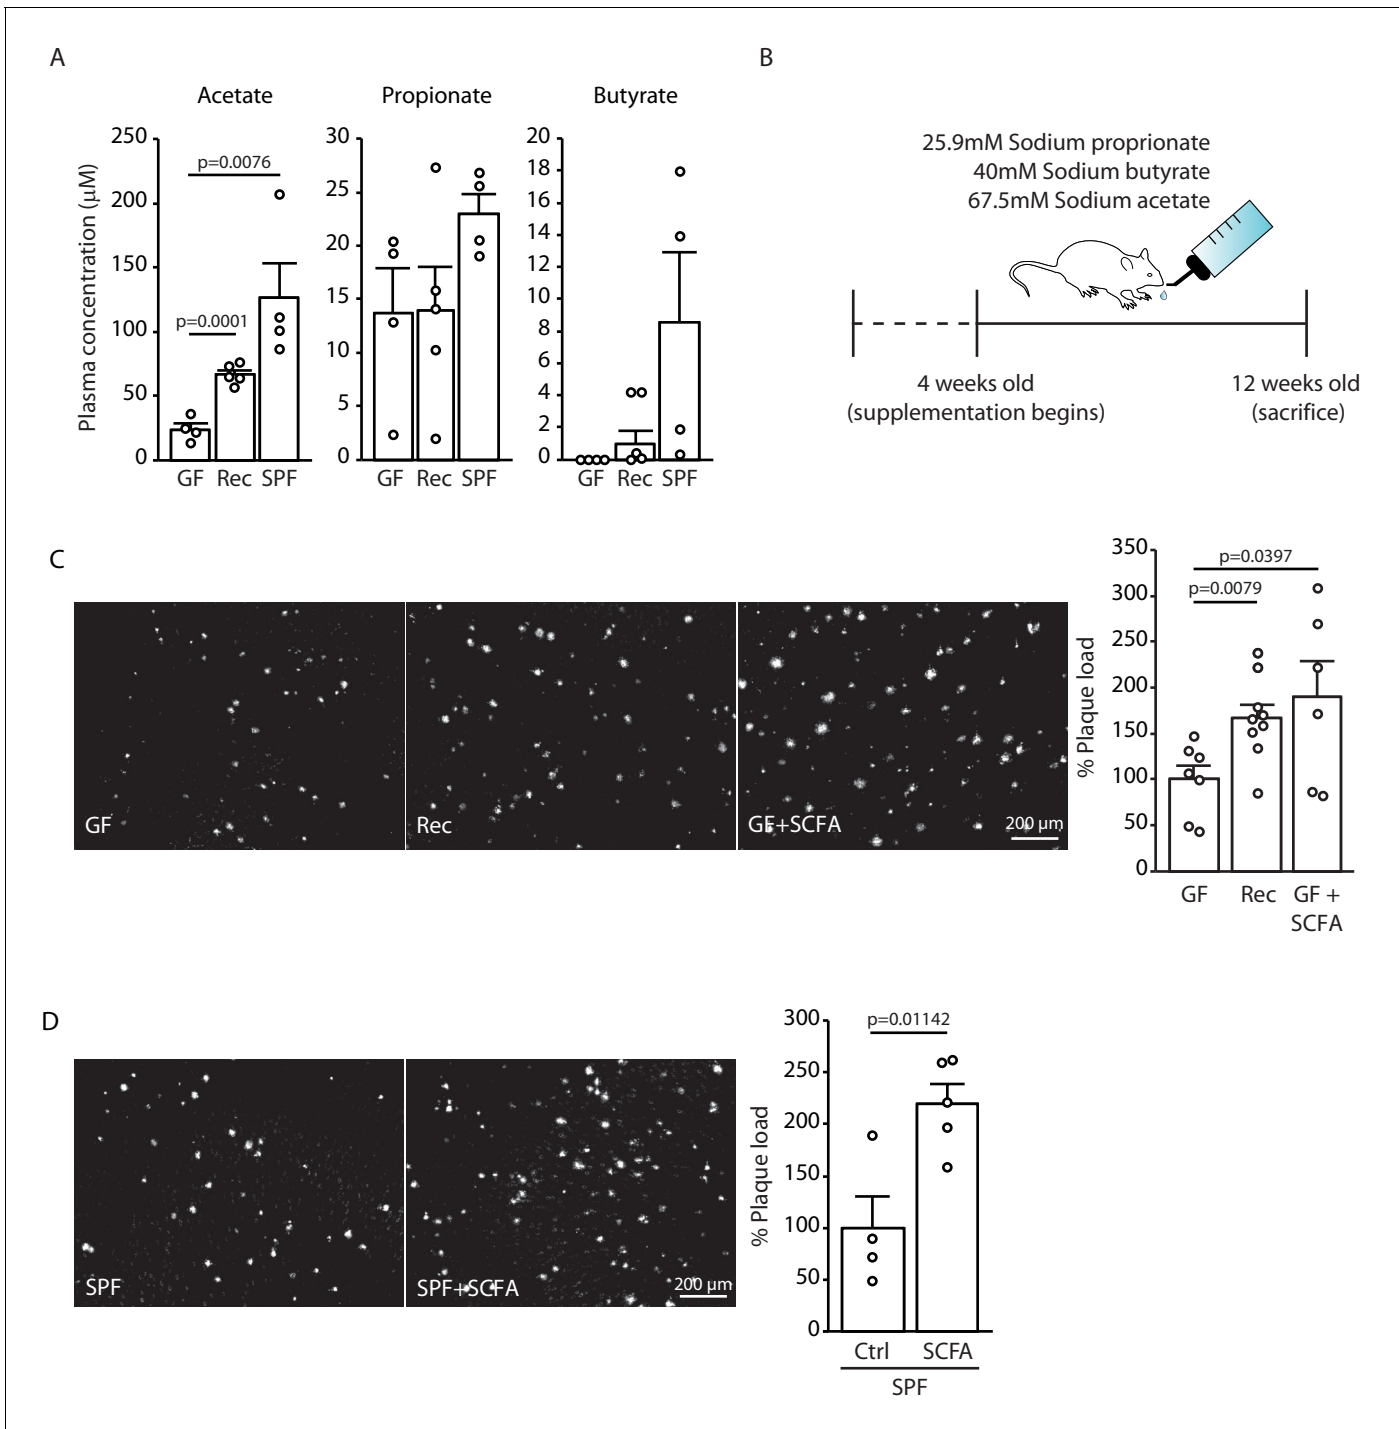 A
Acetate
Propionate
Butyrate
Plasma concentration (µM)
250
200
150
100
50
0
p=0.0076
p=0.0001
GF Rec SPF
30
25
20
15
10
5
0
GF Rec SPF
20
18
16
14
12
10
8
6
4
2
0
GF Rec SPF
B
25.9mM Sodium proprionate
40mM Sodium butyrate
67.5mM Sodium acetate
4 weeks old
(supplementation begins)
12 weeks old
(sacrifice)
C
GF
Rec
GF+SCFA
200 µm
% Plaque load
350
300
250
200
150
100
50
0
p=0.0397
p=0.0079
GF Rec GF +
SCFA
D
SPF
SPF+SCFA
200 µm
% Plaque load
300
250
200
150
100
50
0
p=0.01142
Ctrl SCFA
SPF